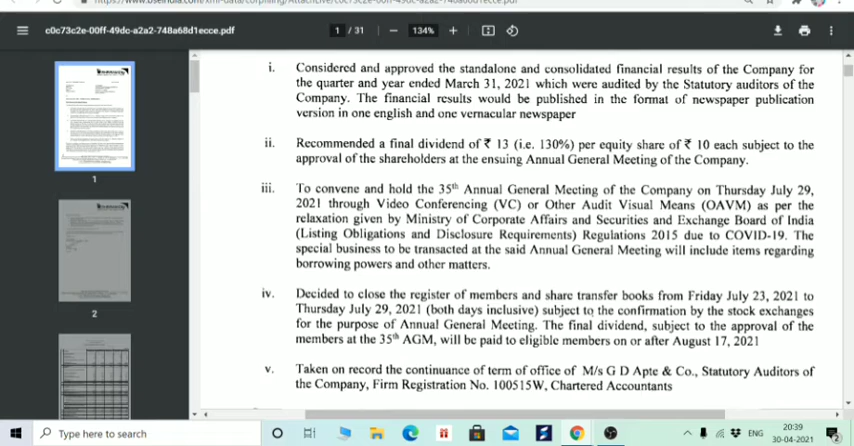 c0c73c2e-00ff-49dc-a2a2-748a68d1ecce.pdf
1 / 31
134%
i. Considered and approved the standalone and consolidated financial results of the Company for
the quarter and year ended March 31, 2021 which were audited by the Statutory auditors of the
Company. The financial results would be published in the format of newspaper publication
version in one english and one vernacular newspaper
ii. Recommended a final dividend of ₹ 13 (i.e. 130%) per equity share of ₹ 10 each subject to the
approval of the shareholders at the ensuing Annual General Meeting of the Company.
iii. To convene and hold the 35th Annual General Meeting of the Company on Thursday July 29,
2021 through Video Conferencing (VC) or Other Audit Visual Means (OAVM) as per the
relaxation given by Ministry of Corporate Affairs and Securities and Exchange Board of India
(Listing Obligations and Disclosure Requirements) Regulations 2015 due to COVID-19. The
special business to be transacted at the said Annual General Meeting will include items regarding
borrowing powers and other matters.
iv. Decided to close the register of members and share transfer books from Friday July 23, 2021 to
Thursday July 29, 2021 (both days inclusive) subject to the confirmation by the stock exchanges
for the purpose of Annual General Meeting. The final dividend, subject to the approval of the
members at the 35th AGM, will be paid to eligible members on or after August 17, 2021
v. Taken on record the continuance of term of office of M/s G D Apte & Co., Statutory Auditors of
the Company, Firm Registration No. 100515W, Chartered Accountants
1
2
Type here to search
ENG
20:39
30-04-2021
2